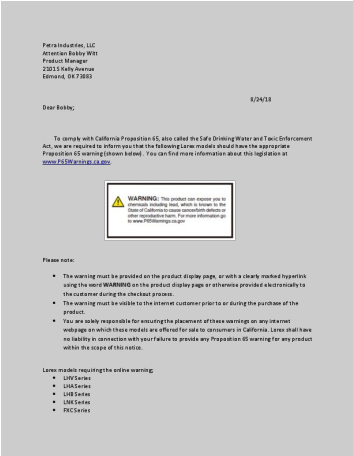 Petra Industries, LLC
Attention Bobby Witt
Product Manager
2101 S Kelly Avenue
Edmond, OK 73083
8/24/18
Dear Bobby;
To comply with California Proposition 65, also called the Safe Drinking Water and Toxic Enforcement
Act, we are required to inform you that the following Lorex models should have the appropriate
Proposition 65 warning (shown below). You can find more information about this legislation at
www.P65Warnings.ca.gov.
WARNING: This product can expose you to
chemicals including lead, which is known to the
State of California to cause cancer/birth defects or
other reproductive harm. For more information go
to www.P65Warnings.ca.gov
Please note:
• The warning must be provided on the product display page, or with a clearly marked hyperlink
using the word WARNING on the product display page or otherwise provided electronically to
the customer during the checkout process.
• The warning must be visible to the internet customer prior to or during the purchase of the
product.
• You are solely responsible for ensuring the placement of these warnings on any internet
webpage on which these models are offered for sale to consumers in California. Lorex shall have
no liability in connection with your failure to provide any Proposition 65 warning for any product
within the scope of this notice.
Lorex models requiring the online warning;
• LHV Series
• LHA Series
• LHB Series
• LNK Series
• FXC Series